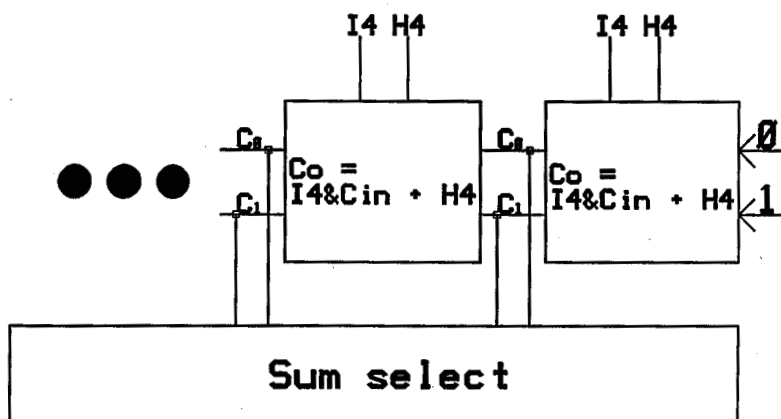 I4 H4
I4 H4
C0
C0
0
Co =
I4&Cin + H4
Co =
I4&Cin + H4
C1
C1
1
Sum select